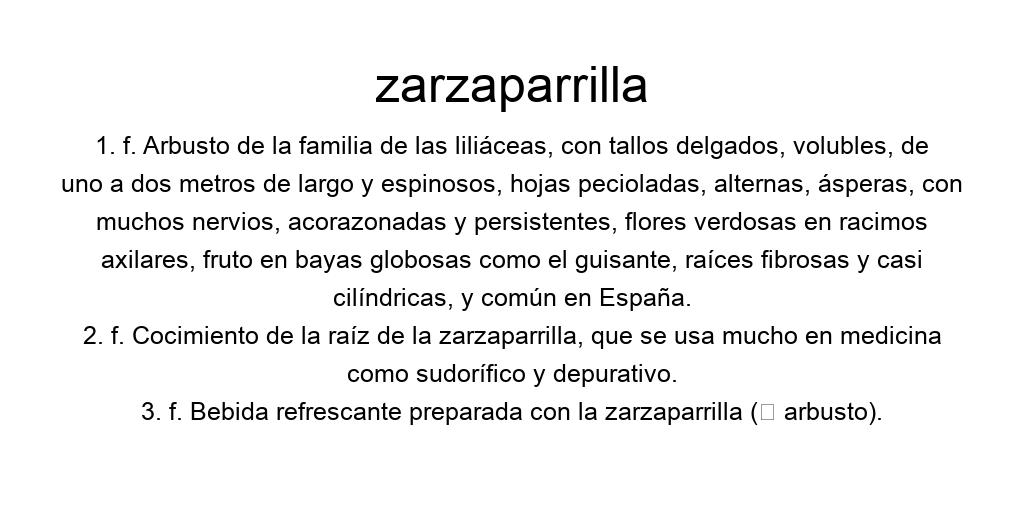 zarzaparrilla
1. f. Arbusto de la familia de las liliáceas, con tallos delgados, volubles, de
uno a dos metros de largo y espinosos, hojas pecioladas, alternas, ásperas, con
muchos nervios, acorazonadas y persistentes, flores verdosas en racimos
axilares, fruto en bayas globosas como el guisante, raíces fibrosas y casi
cilíndricas, y común en España.
2. f. Cocimiento de la raíz de la zarzaparrilla, que se usa mucho en medicina
como sudorífico y depurativo.
3. f. Bebida refrescante preparada con la zarzaparrilla (□ arbusto).